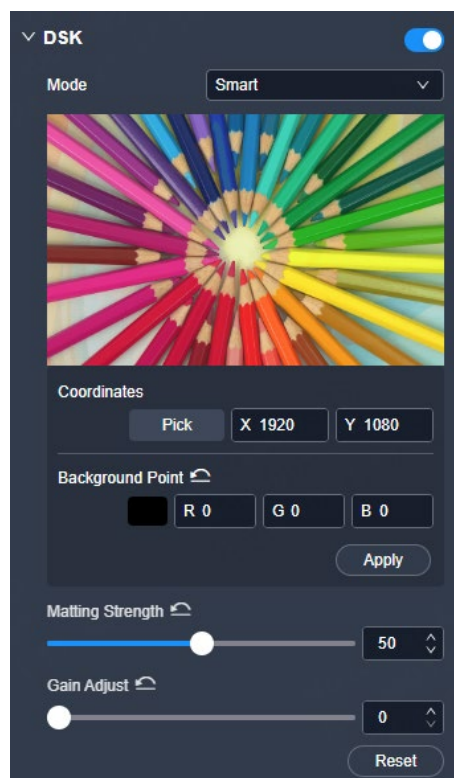 DSK
Mode Smart
Coordinates
Pick X 1920 Y 1080
Background Point
R 0 G 0 B 0
Apply
Matting Strength
50
Gain Adjust
0
Reset